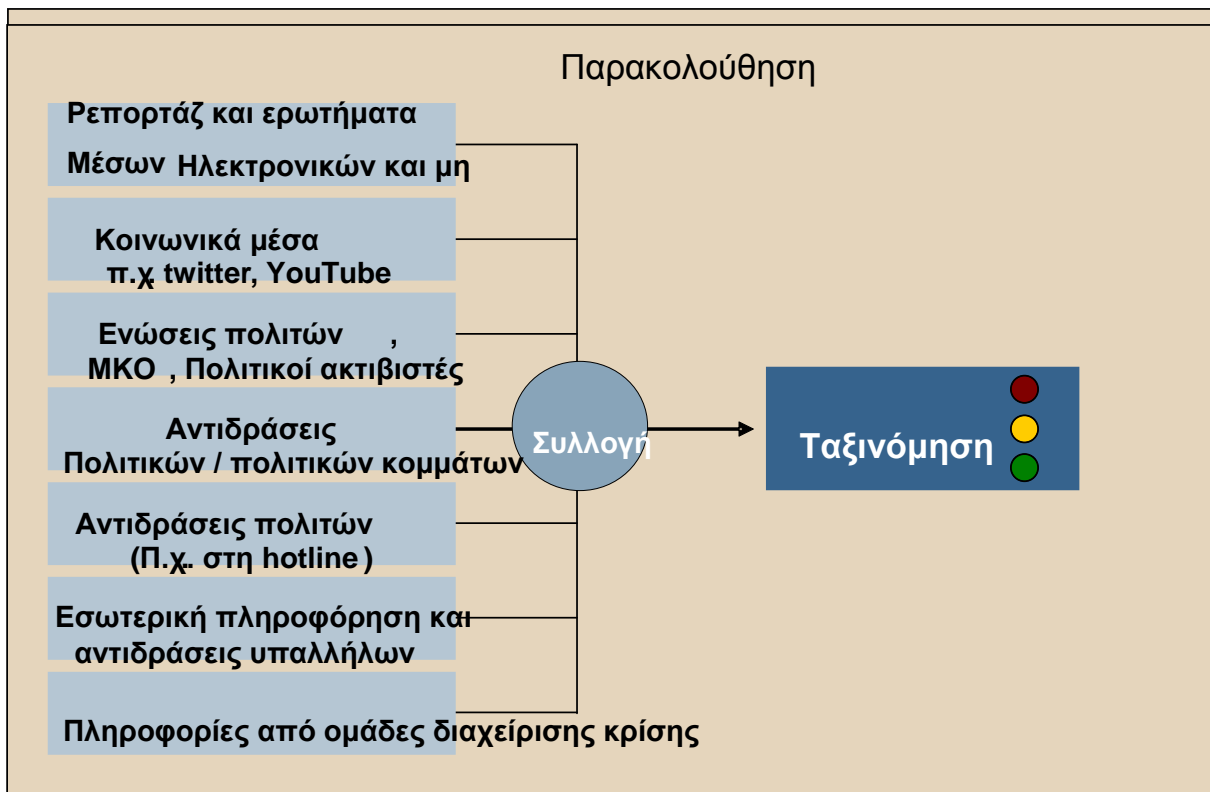 Παρακολούθηση
Ρεπορτάζ και ερωτήματα
Μέσων Ηλεκτρονικών και μη
Κοινωνικά μέσα
π.χ. twitter, YouTube
Ενώσεις πολιτών ,
ΜΚΟ , Πολιτικοί ακτιβιστές
Αντιδράσεις
Πολιτικών / πολιτικών κομμάτων
Αντιδράσεις πολιτών
(Π.χ.. στη hotline )
Εσωτερική πληροφόρηση και
αντιδράσεις υπαλλήλων
Πληροφορίες από ομάδες διαχείρισης κρίσης
Συλλογή
Ταξινόμηση